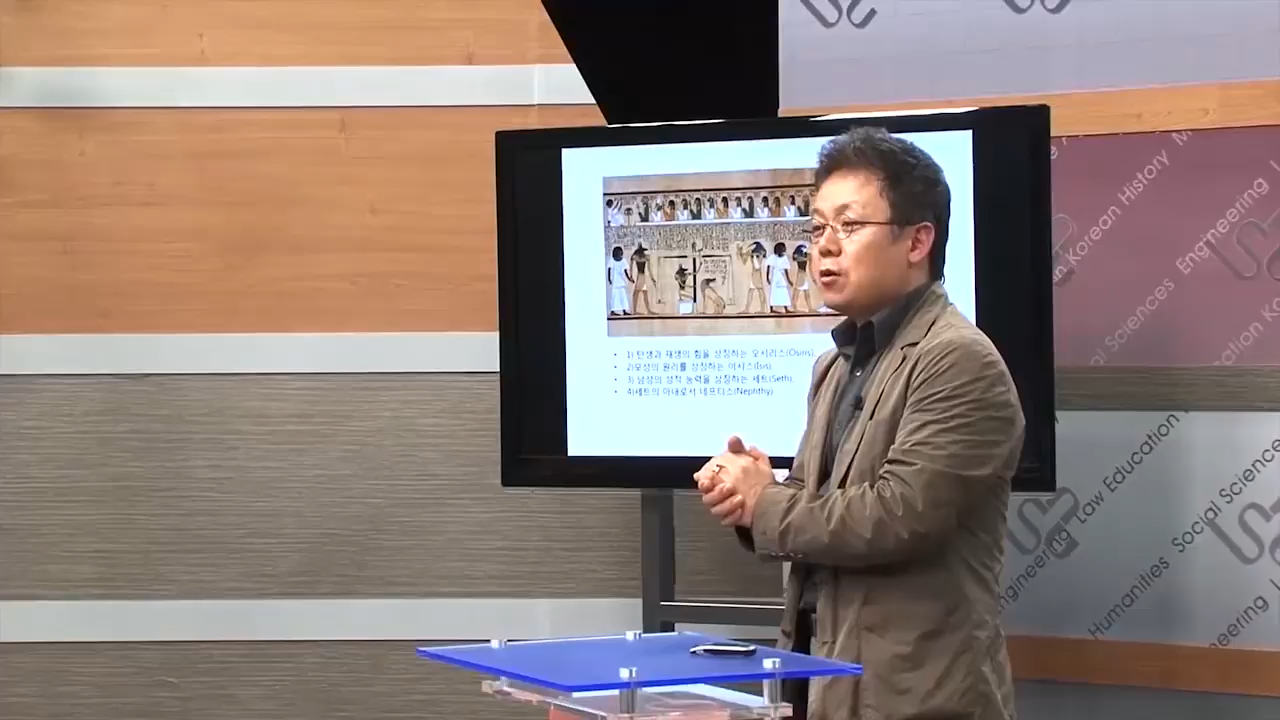 1) 탄생과 재생의 힘을 상징하는 오시리스(Osiris),
2)모성의 원리를 상징하는 이시스(Isis),
3) 남성의 성적 능력을 상징하는 세트(Seth),
4)세트의 아내로서 네프티스(Nephthy)
Korean History
Social Sciences
Engineering
Law Education
Social Science
Engineering
Humanities